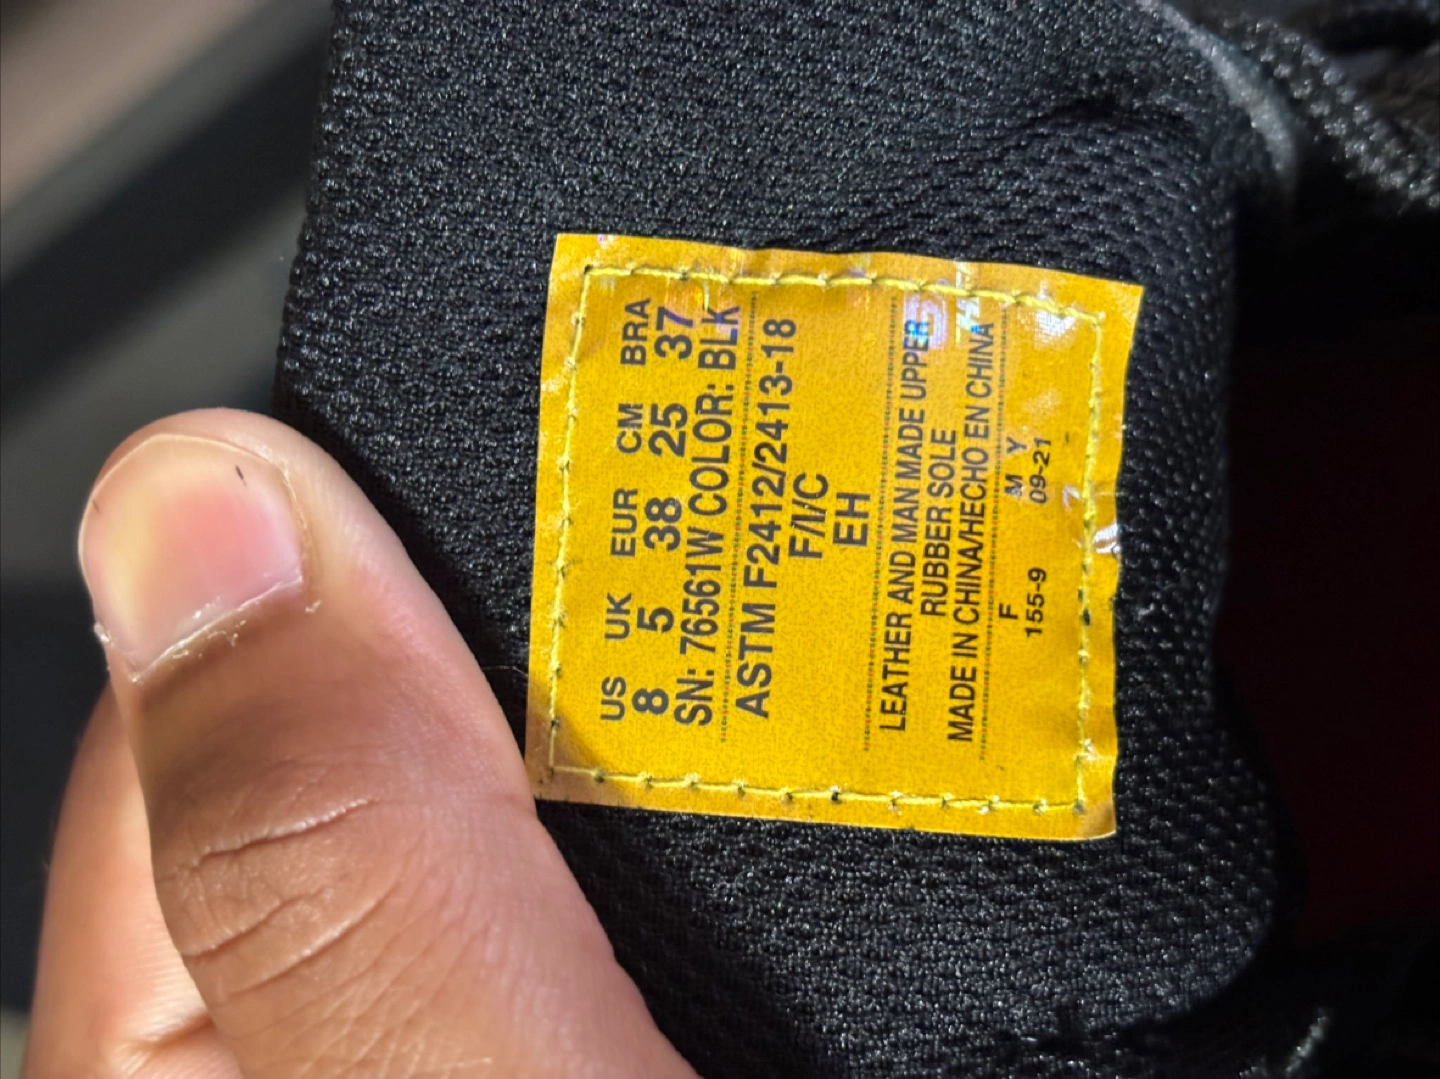 US UK EUR CM BRA
8 5 38 25 37
SN: 76561W COLOR: BLK
ASTM F2412/2413-18
F/I/C
EH
LEATHER AND MAN MADE UPPER
RUBBER SOLE
MADE IN CHINA/HECHO EN CHINA
F M Y
155-9 09-21